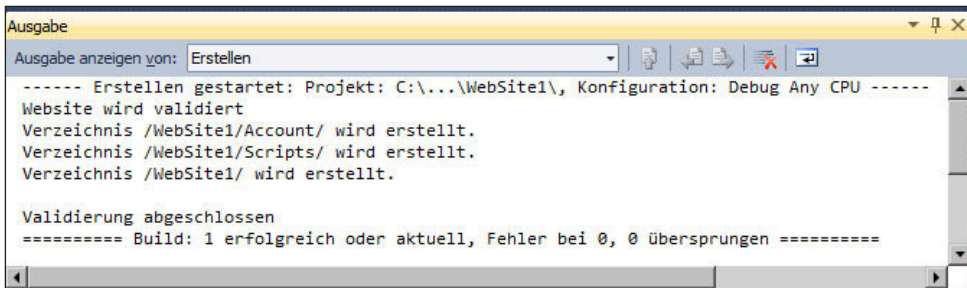 Ausgabe
Ausgabe anzeigen von: Erstellen
------ Erstellen gestartet: Projekt: C:\...\WebSite1\, Konfiguration: Debug Any CPU ------
Website wird validiert
Verzeichnis /WebSite1/Account/ wird erstellt.
Verzeichnis /WebSite1/Scripts/ wird erstellt.
Verzeichnis /WebSite1/ wird erstellt.
Validierung abgeschlossen
========== Build: 1 erfolgreich oder aktuell, Fehler bei 0, 0 übersprungen ==========